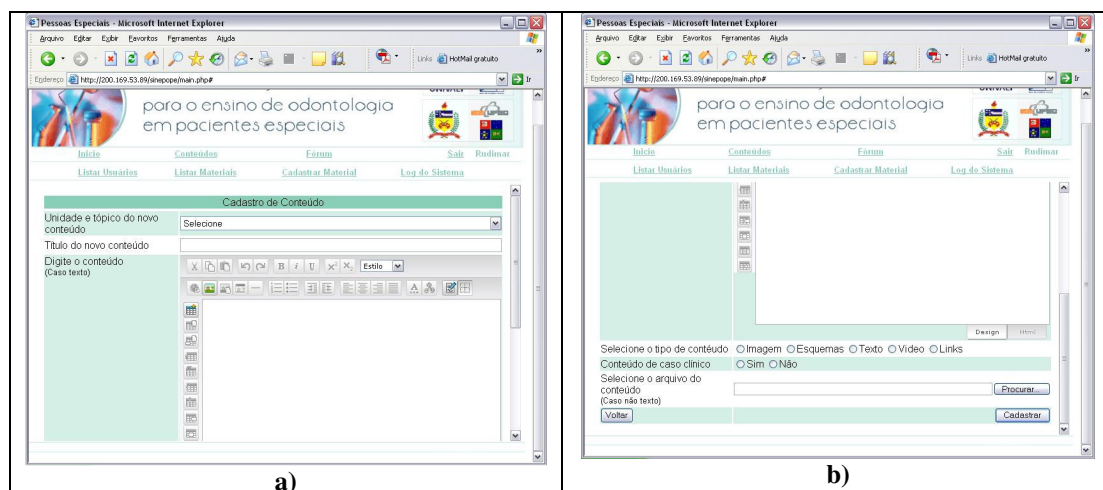 Pessoas Especiais - Microsoft Internet Explorer
Arquivo Editar Exibir Favoritos Ferramentas Ajuda
Links HotMail gratuito
Endereço http://200.169.53.89/sinepope/main.php# Ir
para o ensino de odontologia
em pacientes especiais
Início Conteúdos Fórum Sair Rudimar
Listar Usuários Listar Materiais Cadastrar Material Log do Sistema
Cadastro de Conteúdo
Unidade e tópico do novo
conteúdo
Selecione
Título do novo conteúdo
Digite o conteúdo
(Caso texto)
B i U x² X₂ Estilo
a)
Pessoas Especiais - Microsoft Internet Explorer
Arquivo Editar Exibir Favoritos Ferramentas Ajuda
Links HotMail gratuito
Endereço http://200.169.53.89/sinepope/main.php# Ir
para o ensino de odontologia
em pacientes especiais
Início Conteúdos Fórum Sair Rudimar
Listar Usuários Listar Materiais Cadastrar Material Log do Sistema
Design Html
Selecione o tipo de contéudo Imagem Esquemas Texto Video Links
Conteúdo de caso clínico Sim Não
Selecione o arquivo do
conteúdo
(Caso não texto)
Procurar...
Voltar Cadastrar
b)